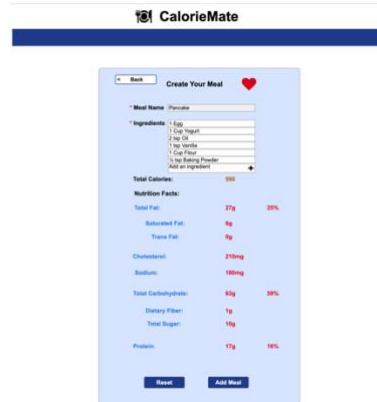 CalorieMate
< Back
Create Your Meal
* Meal Name Pancake
* Ingredients 1 Egg
1 Cup Yogurt
2 tsp Oil
1 tsp Vanilla
1 Cup Flour
½ tsp Baking Powder
Add an ingredient +
Total Calories: 590
Nutrition Facts:
Total Fat: 27g 25%
Saturated Fat: 6g
Trans Fat: 0g
Cholesterol: 210mg
Sodium: 180mg
Total Carbohydrate: 63g 59%
Dietary Fiber: 1g
Total Sugar: 10g
Protein: 17g 16%
Reset Add Meal